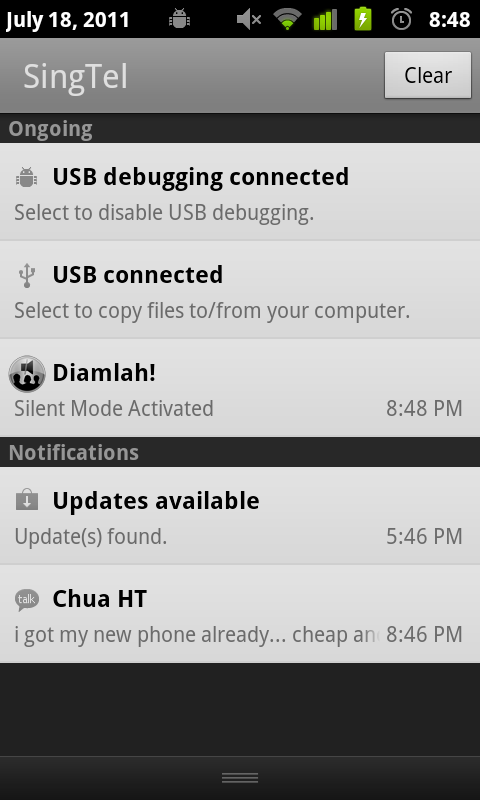 July 18, 2011 8:48
SingTel Clear
Ongoing
USB debugging connected
Select to disable USB debugging.
USB connected
Select to copy files to/from your computer.
Diamlah!
Silent Mode Activated 8:48 PM
Notifications
Updates available
Update(s) found. 5:46 PM
talk Chua HT
i got my new phone already... cheap an 8:46 PM